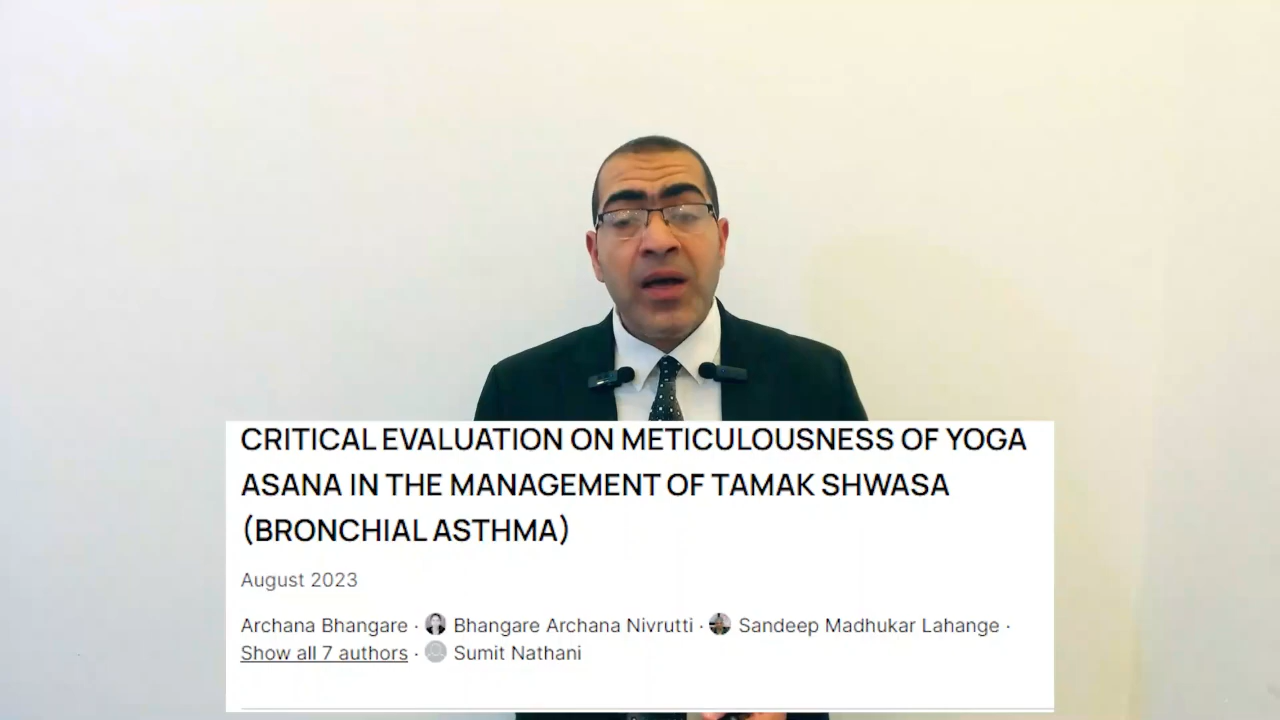 CRITICAL EVALUATION ON METICULOUSNESS OF YOGA
ASANA IN THE MANAGEMENT OF TAMAK SHWASA
(BRONCHIAL ASTHMA)
August 2023
Archana Bhangare · Bhangare Archana Nivrutti · Sandeep Madhukar Lahange ·
Show all 7 authors · Sumit Nathani